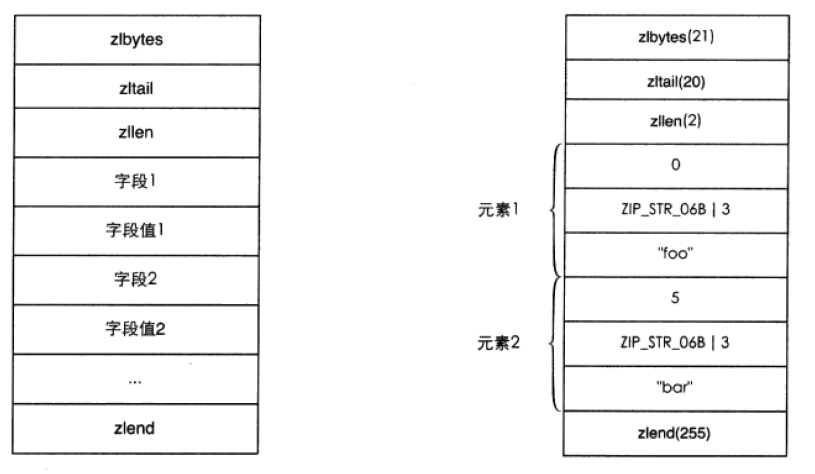 zlbytes
zltail
zllen
字段1
字段值1
字段2
字段值2
...
zlend
zlbytes(21)
zltail(20)
zllen(2)
元素1
0
ZIP_STR_06B | 3
"foo"
元素2
5
ZIP_STR_06B | 3
"bar"
zlend(255)